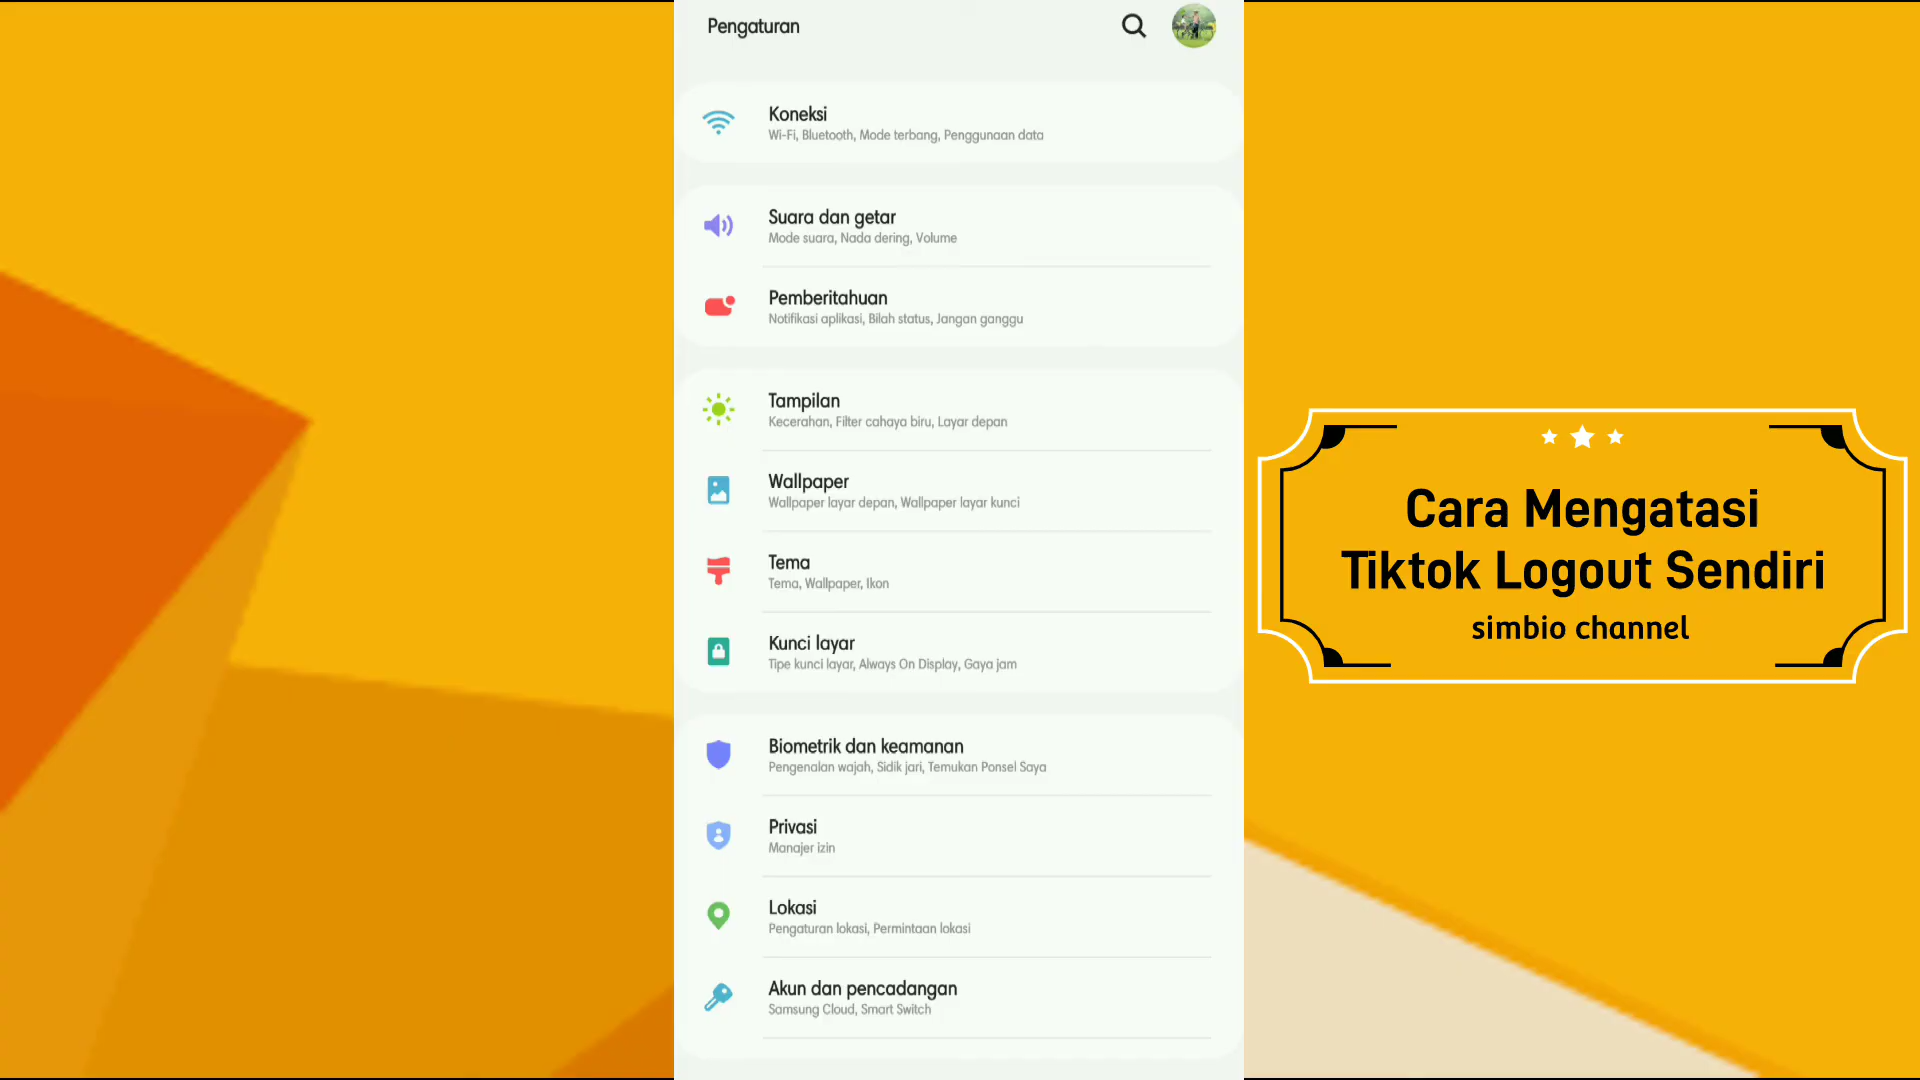 Pengaturan
Koneksi
Wi-Fi, Bluetooth, Mode terbang, Penggunaan data
Suara dan getar
Mode suara, Nada dering, Volume
Pemberitahuan
Notifikasi aplikasi, Bilah status, Jangan ganggu
Tampilan
Kecerahan, Filter cahaya biru, Layar depan
Wallpaper
Wallpaper layar depan, Wallpaper layar kunci
Tema
Tema, Wallpaper, Ikon
Kunci layar
Tipe kunci layar, Always On Display, Gaya jam
Biometrik dan keamanan
Pengenalan wajah, Sidik jari, Temukan Ponsel Saya
Privasi
Manajer izin
Lokasi
Pengaturan lokasi, Permintaan lokasi
Akun dan pencadangan
Samsung Cloud, Smart Switch
Cara Mengatasi
Tiktok Logout Sendiri
simbio channel